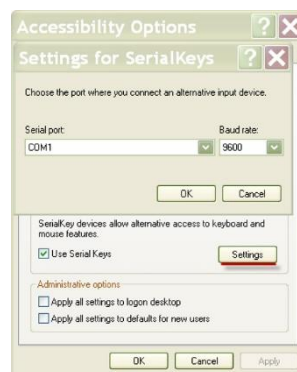 Accessibility Options
Settings for SerialKeys
Choose the port where you connect an alternative input device.
Serial port:
Baud rate:
COM1
9600
OK
Cancel
SerialKey devices allow alternative access to keyboard and
mouse features.
Use Serial Keys
Settings
Administrative options
Apply all settings to logon desktop
Apply all settings to defaults for new users
OK
Cancel
Apply